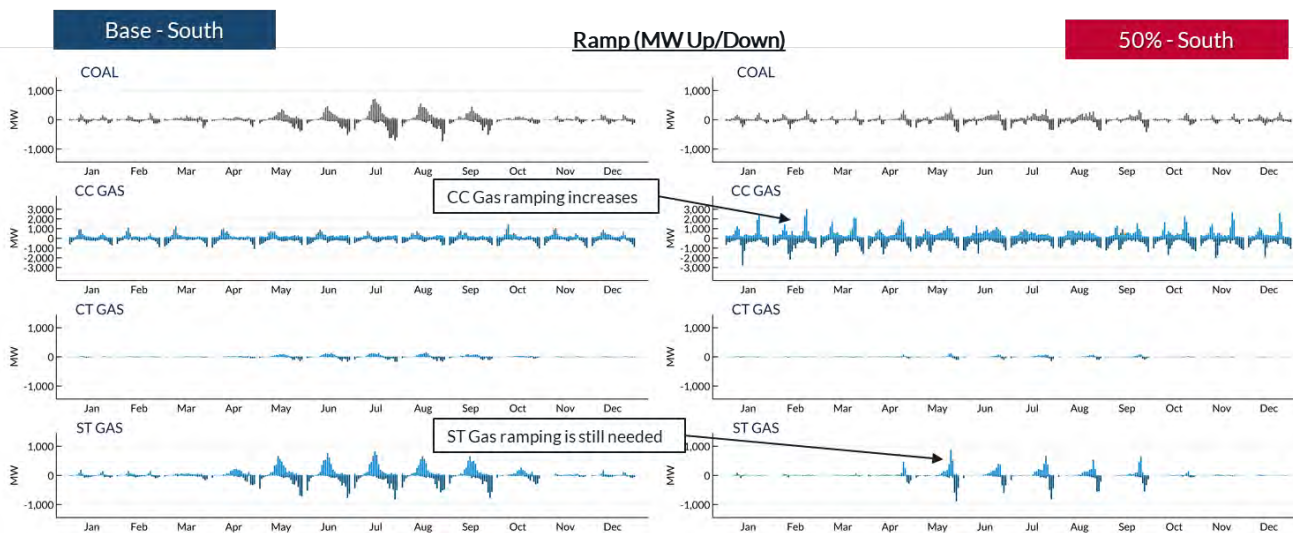 Base - South
Ramp (MW Up/Down)
50% - South
COAL
1,000
0
-1,000
MW
Jan Feb Mar Apr May Jun Jul Aug Sep Oct Nov Dec
COAL
1,000
0
-1,000
MW
Jan Feb Mar Apr May Jun Jul Aug Sep Oct Nov Dec
CC GAS
3,000
2,000
1,000
0
-1,000
-2,000
-3,000
MW
Jan Feb Mar Apr May Jun Jul Aug Sep Oct Nov Dec
CC Gas ramping increases
CC GAS
3,000
2,000
1,000
0
-1,000
-2,000
-3,000
MW
Jan Feb Mar Apr May Jun Jul Aug Sep Oct Nov Dec
CT GAS
1,000
0
-1,000
MW
Jan Feb Mar Apr May Jun Jul Aug Sep Oct Nov Dec
CT GAS
1,000
0
-1,000
MW
Jan Feb Mar Apr May Jun Jul Aug Sep Oct Nov Dec
ST GAS
1,000
0
-1,000
MW
Jan Feb Mar Apr May Jun Jul Aug Sep Oct Nov Dec
ST Gas ramping is still needed
ST GAS
1,000
0
-1,000
MW
Jan Feb Mar Apr May Jun Jul Aug Sep Oct Nov Dec